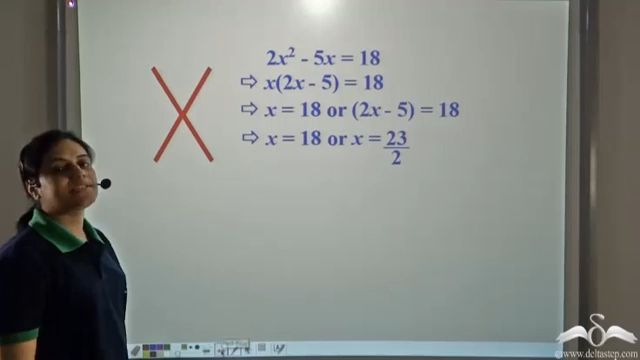 2x² - 5x = 18
⇨ x(2x - 5) = 18
⇨ x = 18 or (2x - 5) = 18
⇨ x = 18 or x = 23/2
© www.deltastep.com